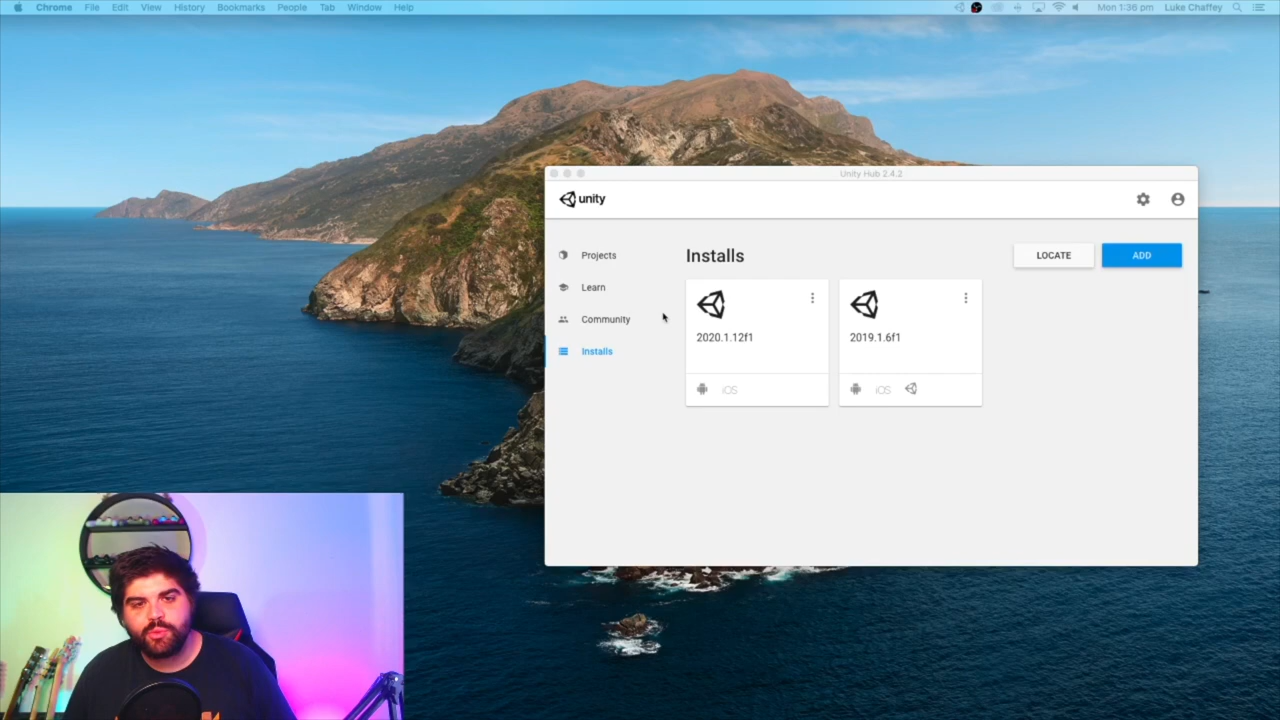 Chrome File Edit View History Bookmarks People Tab Window Help Mon 1:36 pm Luke Chaffey
Unity Hub 2.4.2
unity
Projects
Learn
Community
Installs
Installs
LOCATE
ADD
2020.1.12f1
iOS
2019.1.6f1
iOS